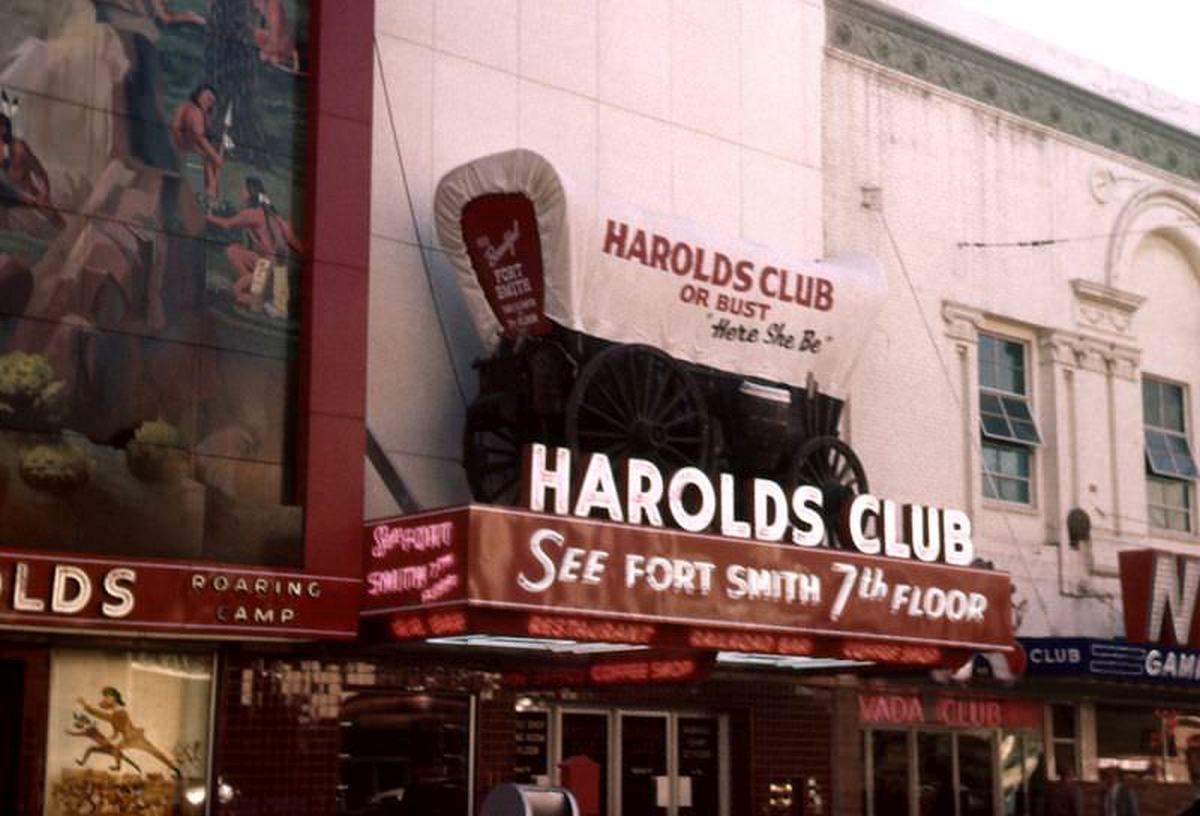 HAROLDS CLUB
OR BUST
"Here She Be"
FORT
SMITH
HAROLDS CLUB
SEE FORT SMITH 7th FLOOR
SEE FORT
SMITH 7TH
OLDS
ROARING
CAMP
RESTAURANT
COFFEE SHOP
CLUB
VADA CLUB